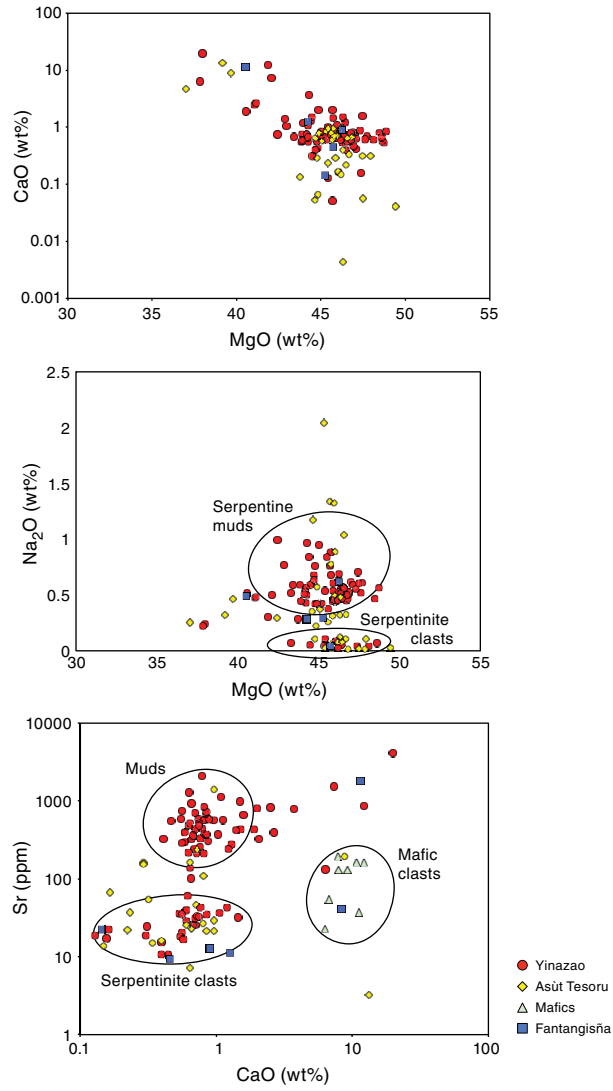 100
10
1
0.1
0.01
0.001
CaO (wt%)
30 35 40 45 50 55
MgO (wt%)
2.5
2
1.5
1
0.5
0
Na2O (wt%)
Serpentine
muds
Serpentinite
clasts
30 35 40 45 50 55
MgO (wt%)
10000
1000
100
10
1
Sr (ppm)
Muds
Mafic
clasts
Serpentinite clasts
0.1 1 10 100
CaO (wt%)
Yinazao
Asùt Tesoru
Mafics
Fantangisña